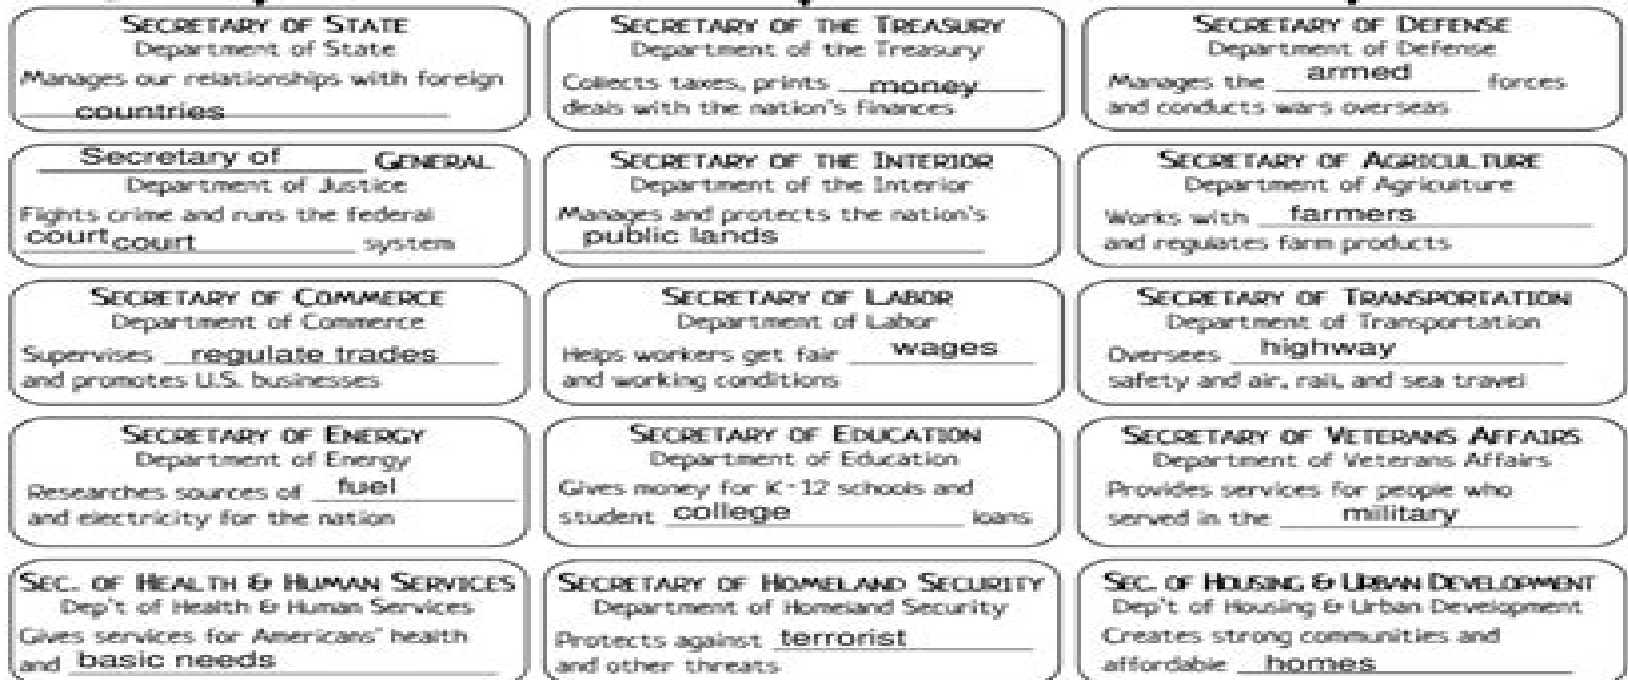 SECRETARY OF STATE
Department of State
Manages our relationships with foreign
countries
SECRETARY OF THE TREASURY
Department of the Treasury
Collects taxes, prints money
deals with the nation's finances
SECRETARY OF DEFENSE
Department of Defense
Manages the armed forces
and conducts wars overseas
Secretary of GENERAL
Department of Justice
Fights crime and runs the federal
court court system
SECRETARY OF THE INTERIOR
Department of the Interior
Manages and protects the nation's
public lands
SECRETARY OF AGRICULTURE
Department of Agriculture
Works with farmers
and regulates farm products
SECRETARY OF COMMERCE
Department of Commerce
Supervises regulate trades
and promotes U.S. businesses
SECRETARY OF LABOR
Department of Labor
Helps workers get fair wages
and working conditions
SECRETARY OF TRANSPORTATION
Department of Transportation
Oversees highway
safety and air, rail, and sea travel
SECRETARY OF ENERGY
Department of Energy
Researches sources of fuel
and electricity for the nation
SECRETARY OF EDUCATION
Department of Education
Gives money for K-12 schools and
student college loans
SECRETARY OF VETERANS AFFAIRS
Department of Veterans Affairs
Provides services for people who
served in the military
SEC. OF HEALTH & HUMAN SERVICES
Dep't of Health & Human Services
Gives services for Americans' health
and basic needs
SECRETARY OF HOMELAND SECURITY
Department of Homeland Security
Protects against terrorist
and other threats
SEC. OF HOUSING & URBAN DEVELOPMENT
Dep't of Housing & Urban Development
Creates strong communities and
affordable homes